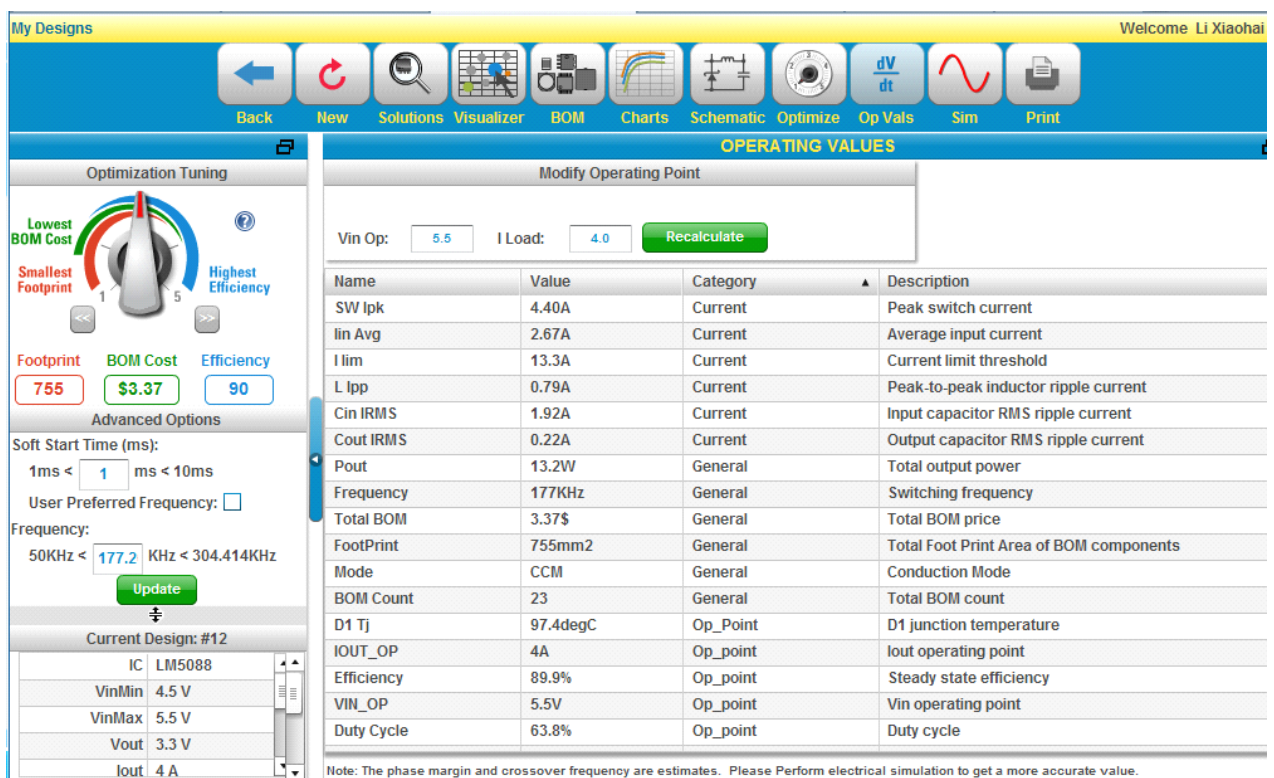 My Designs Welcome Li Xiaohai
Back New Solutions Visualizer BOM Charts Schematic Optimize Op Vals Sim Print
dV
dt
OPERATING VALUES
Optimization Tuning
Lowest
BOM Cost
Smallest
Footprint
Highest
Efficiency
1 5
<< >>
Footprint BOM Cost Efficiency
755 $3.37 90
Advanced Options
Soft Start Time (ms):
1ms < 1 ms < 10ms
User Preferred Frequency:
Frequency:
50KHz < 177.2 KHz < 304.414KHz
Update
Current Design: #12
IC LM5088
VinMin 4.5 V
VinMax 5.5 V
Vout 3.3 V
Iout 4 A
Modify Operating Point
Vin Op: 5.5 I Load: 4.0 Recalculate
Name Value Category Description
SW Ipk 4.40A Current Peak switch current
Iin Avg 2.67A Current Average input current
I lim 13.3A Current Current limit threshold
L Ipp 0.79A Current Peak-to-peak inductor ripple current
Cin IRMS 1.92A Current Input capacitor RMS ripple current
Cout IRMS 0.22A Current Output capacitor RMS ripple current
Pout 13.2W General Total output power
Frequency 177KHz General Switching frequency
Total BOM 3.37$ General Total BOM price
FootPrint 755mm2 General Total Foot Print Area of BOM components
Mode CCM General Conduction Mode
BOM Count 23 General Total BOM count
D1 Tj 97.4degC Op_Point D1 junction temperature
IOUT_OP 4A Op_point Iout operating point
Efficiency 89.9% Op_point Steady state efficiency
VIN_OP 5.5V Op_point Vin operating point
Duty Cycle 63.8% Op_point Duty cycle
Note: The phase margin and crossover frequency are estimates. Please Perform electrical simulation to get a more accurate value.